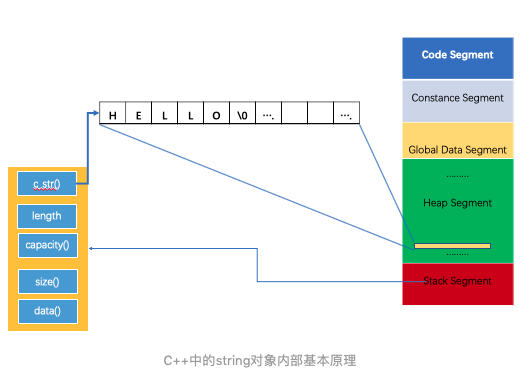 Code Segment
Constance Segment
H E L L O \0 .... ....
Global Data Segment
.........
c_str()
Heap Segment
length
capacity()
.........
size()
Stack Segment
data()
C++中的string对象内部基本原理